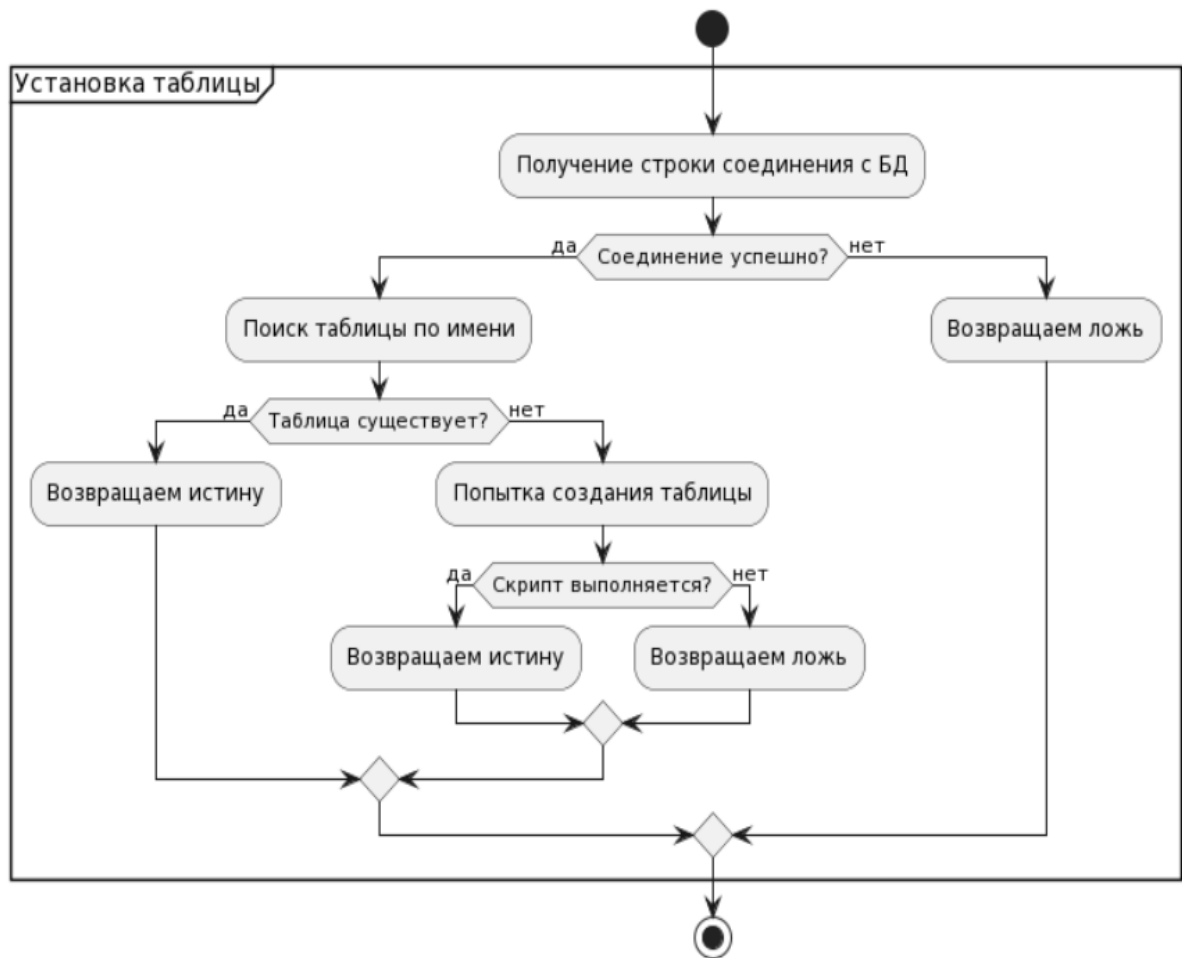 Установка таблицы
Получение строки соединения с БД
да
Соединение успешно?
нет
Поиск таблицы по имени
Возвращаем ложь
да
Таблица существует?
нет
Возвращаем истину
Попытка создания таблицы
да
Скрипт выполняется?
нет
Возвращаем истину
Возвращаем ложь